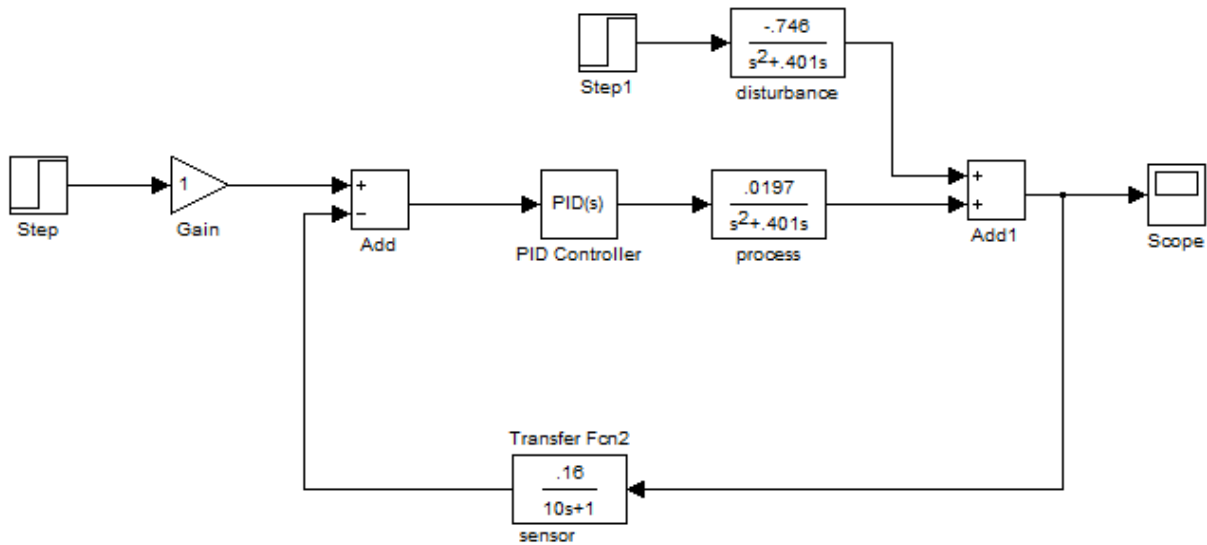 -.746
s2+.401s
Step1
disturbance
Step
1
Gain
+
−
Add
PID(s)
PID Controller
.0197
s2+.401s
process
+
+
Add1
Scope
Transfer Fcn2
.16
10s+1
sensor